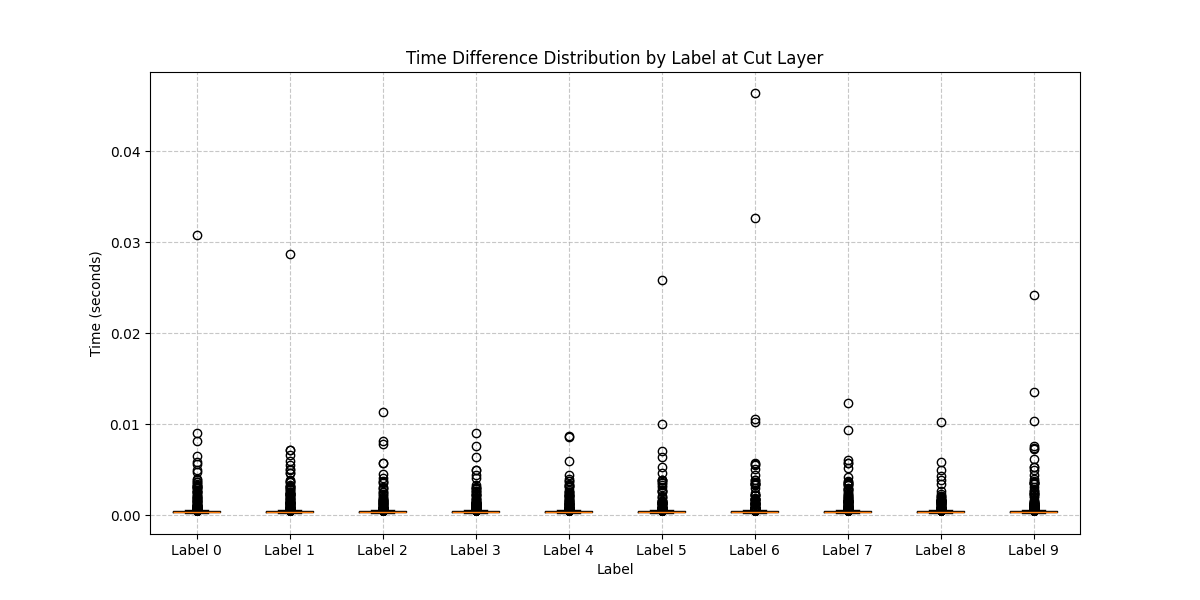 Time Difference Distribution by Label at Cut Layer
Time (seconds)
0.04
0.03
0.02
0.01
0.00
Label 0 Label 1 Label 2 Label 3 Label 4 Label 5 Label 6 Label 7 Label 8 Label 9
Label